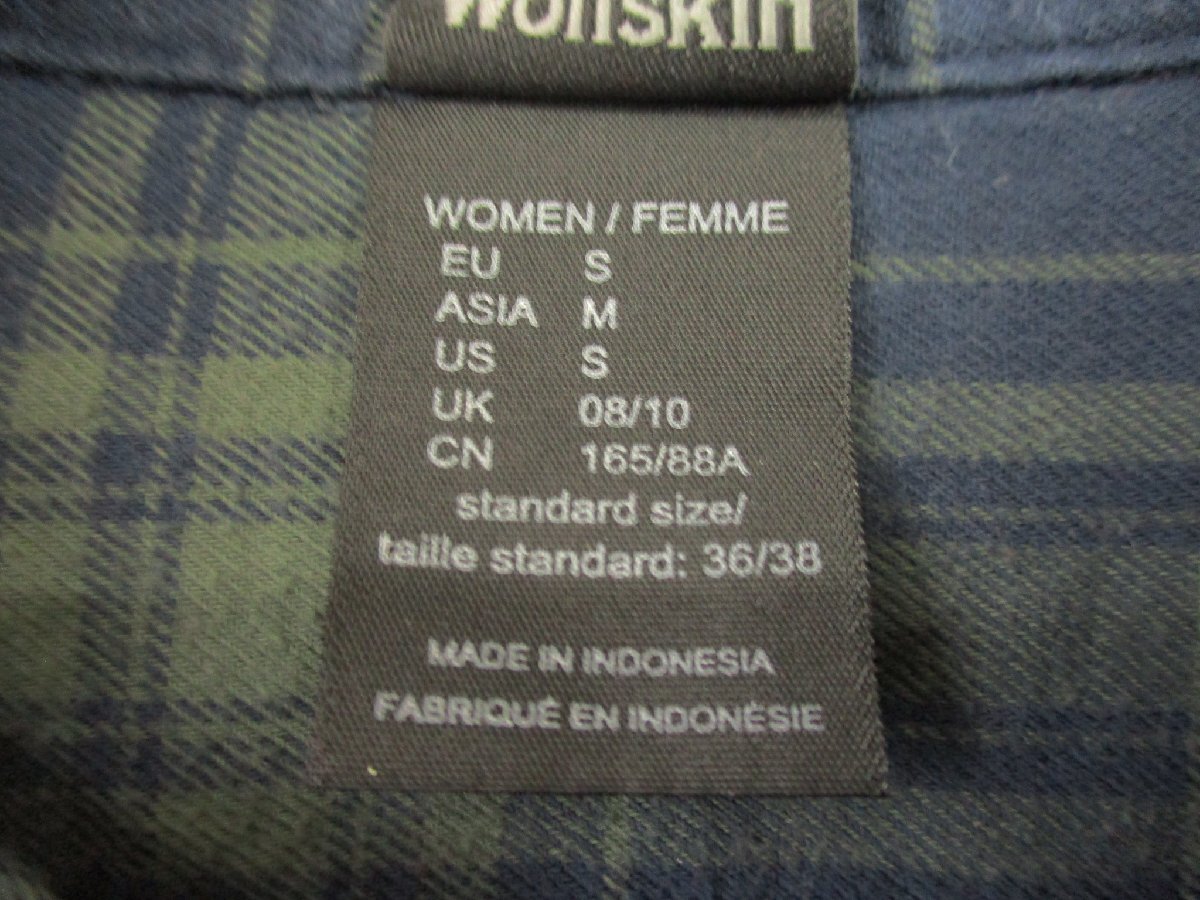 Wolfskin
WOMEN / FEMME
EU S
ASIA M
US S
UK 08/10
CN 165/88A
standard size/
taille standard: 36/38
MADE IN INDONESIA
FABRIQUÉ EN INDONÉSIE